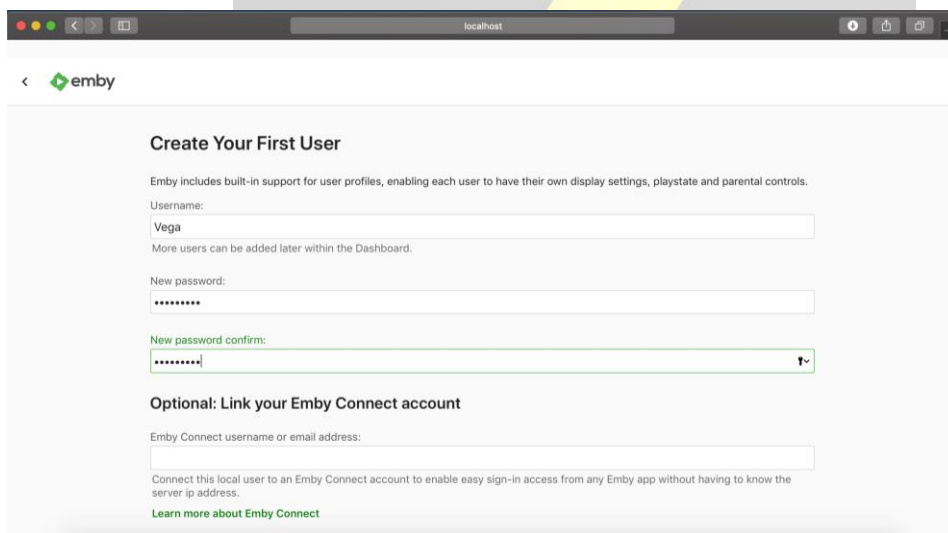 localhost
emby
Create Your First User
Emby includes built-in support for user profiles, enabling each user to have their own display settings, playstate and parental controls.
Username:
Vega
More users can be added later within the Dashboard.
New password:
•••••••••
New password confirm:
•••••••••
Optional: Link your Emby Connect account
Emby Connect username or email address:
Connect this local user to an Emby Connect account to enable easy sign-in access from any Emby app without having to know the
server ip address.
Learn more about Emby Connect